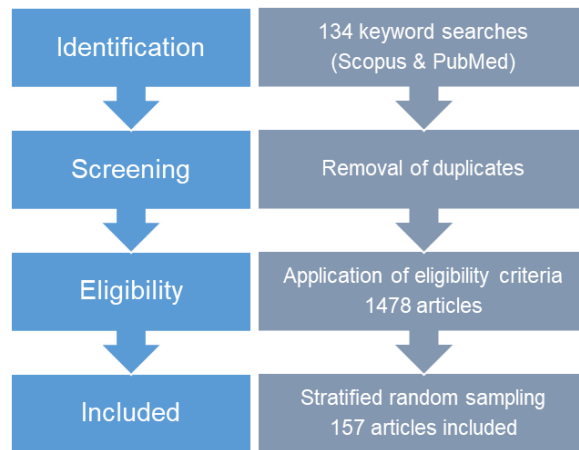 Identification
134 keyword searches
(Scopus & PubMed)
Screening
Removal of duplicates
Eligibility
Application of eligibility criteria
1478 articles
Included
Stratified random sampling
157 articles included